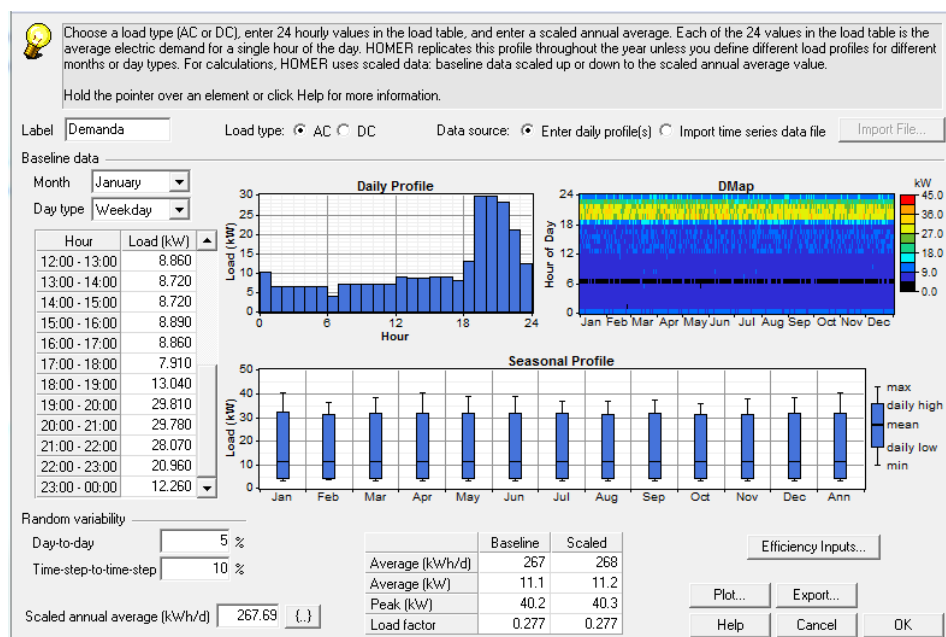 Choose a load type (AC or DC), enter 24 hourly values in the load table, and enter a scaled annual average. Each of the 24 values in the load table is the
average electric demand for a single hour of the day. HOMER replicates this profile throughout the year unless you define different load profiles for different
months or day types. For calculations, HOMER uses scaled data: baseline data scaled up or down to the scaled annual average value.
Hold the pointer over an element or click Help for more information.
Label Demanda Load type: AC DC Data source: Enter daily profile(s) Import time series data file Import File...
Baseline data
Month January
Day type Weekday
Hour Load (kW)
12:00 - 13:00 8.860
13:00 - 14:00 8.720
14:00 - 15:00 8.720
15:00 - 16:00 8.890
16:00 - 17:00 8.860
17:00 - 18:00 7.910
18:00 - 19:00 13.040
19:00 - 20:00 29.810
20:00 - 21:00 29.780
21:00 - 22:00 28.070
22:00 - 23:00 20.960
23:00 - 00:00 12.260
Daily Profile
Load (kW)
30
25
20
15
10
5
0
0 6 12 18 24
Hour
DMap
Hour of Day
24
18
12
6
0
Jan Feb Mar Apr May Jun Jul Aug Sep Oct Nov Dec
kW
45.0
36.0
27.0
18.0
9.0
0.0
Seasonal Profile
Load (kW)
50
40
30
20
10
0
Jan Feb Mar Apr May Jun Jul Aug Sep Oct Nov Dec Ann
max
daily high
mean
daily low
min
Random variability
Day-to-day 5 %
Time-step-to-time-step 10 %
Scaled annual average (kWh/d) 267.69 {..}
Baseline Scaled
Average (kWh/d) 267 268
Average (kW) 11.1 11.2
Peak (kW) 40.2 40.3
Load factor 0.277 0.277
Efficiency Inputs...
Plot... Export...
Help Cancel OK